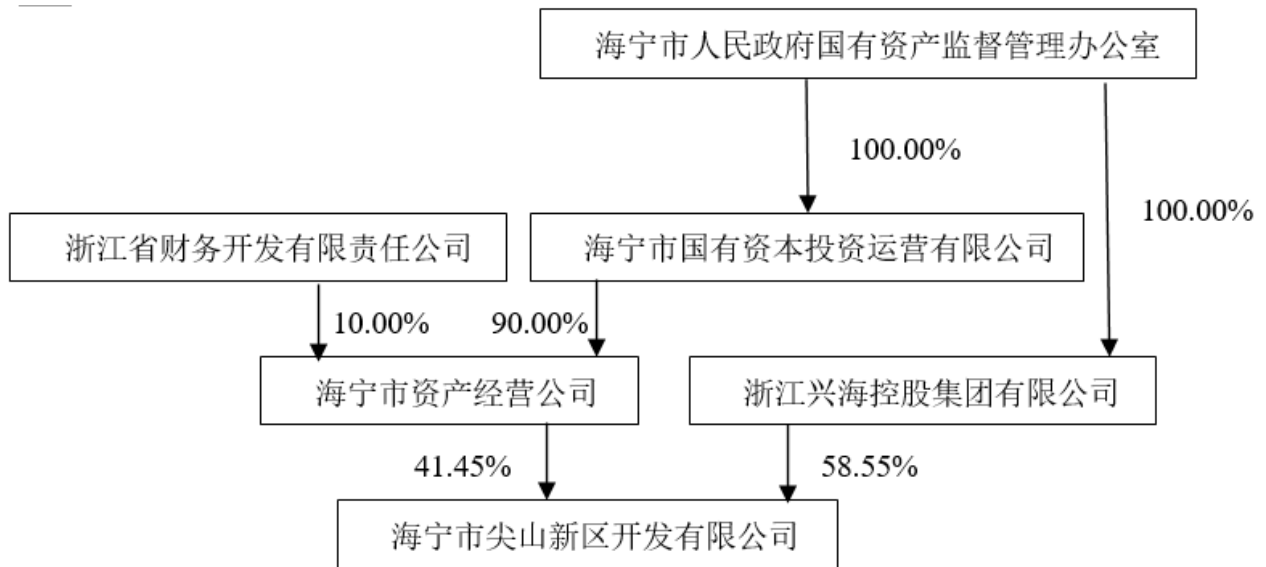 海宁市人民政府国有资产监督管理办公室
100.00%
100.00%
浙江省财务开发有限责任公司
海宁市国有资本投资运营有限公司
10.00%
90.00%
海宁市资产经营公司
浙江兴海控股集团有限公司
41.45%
58.55%
海宁市尖山新区开发有限公司